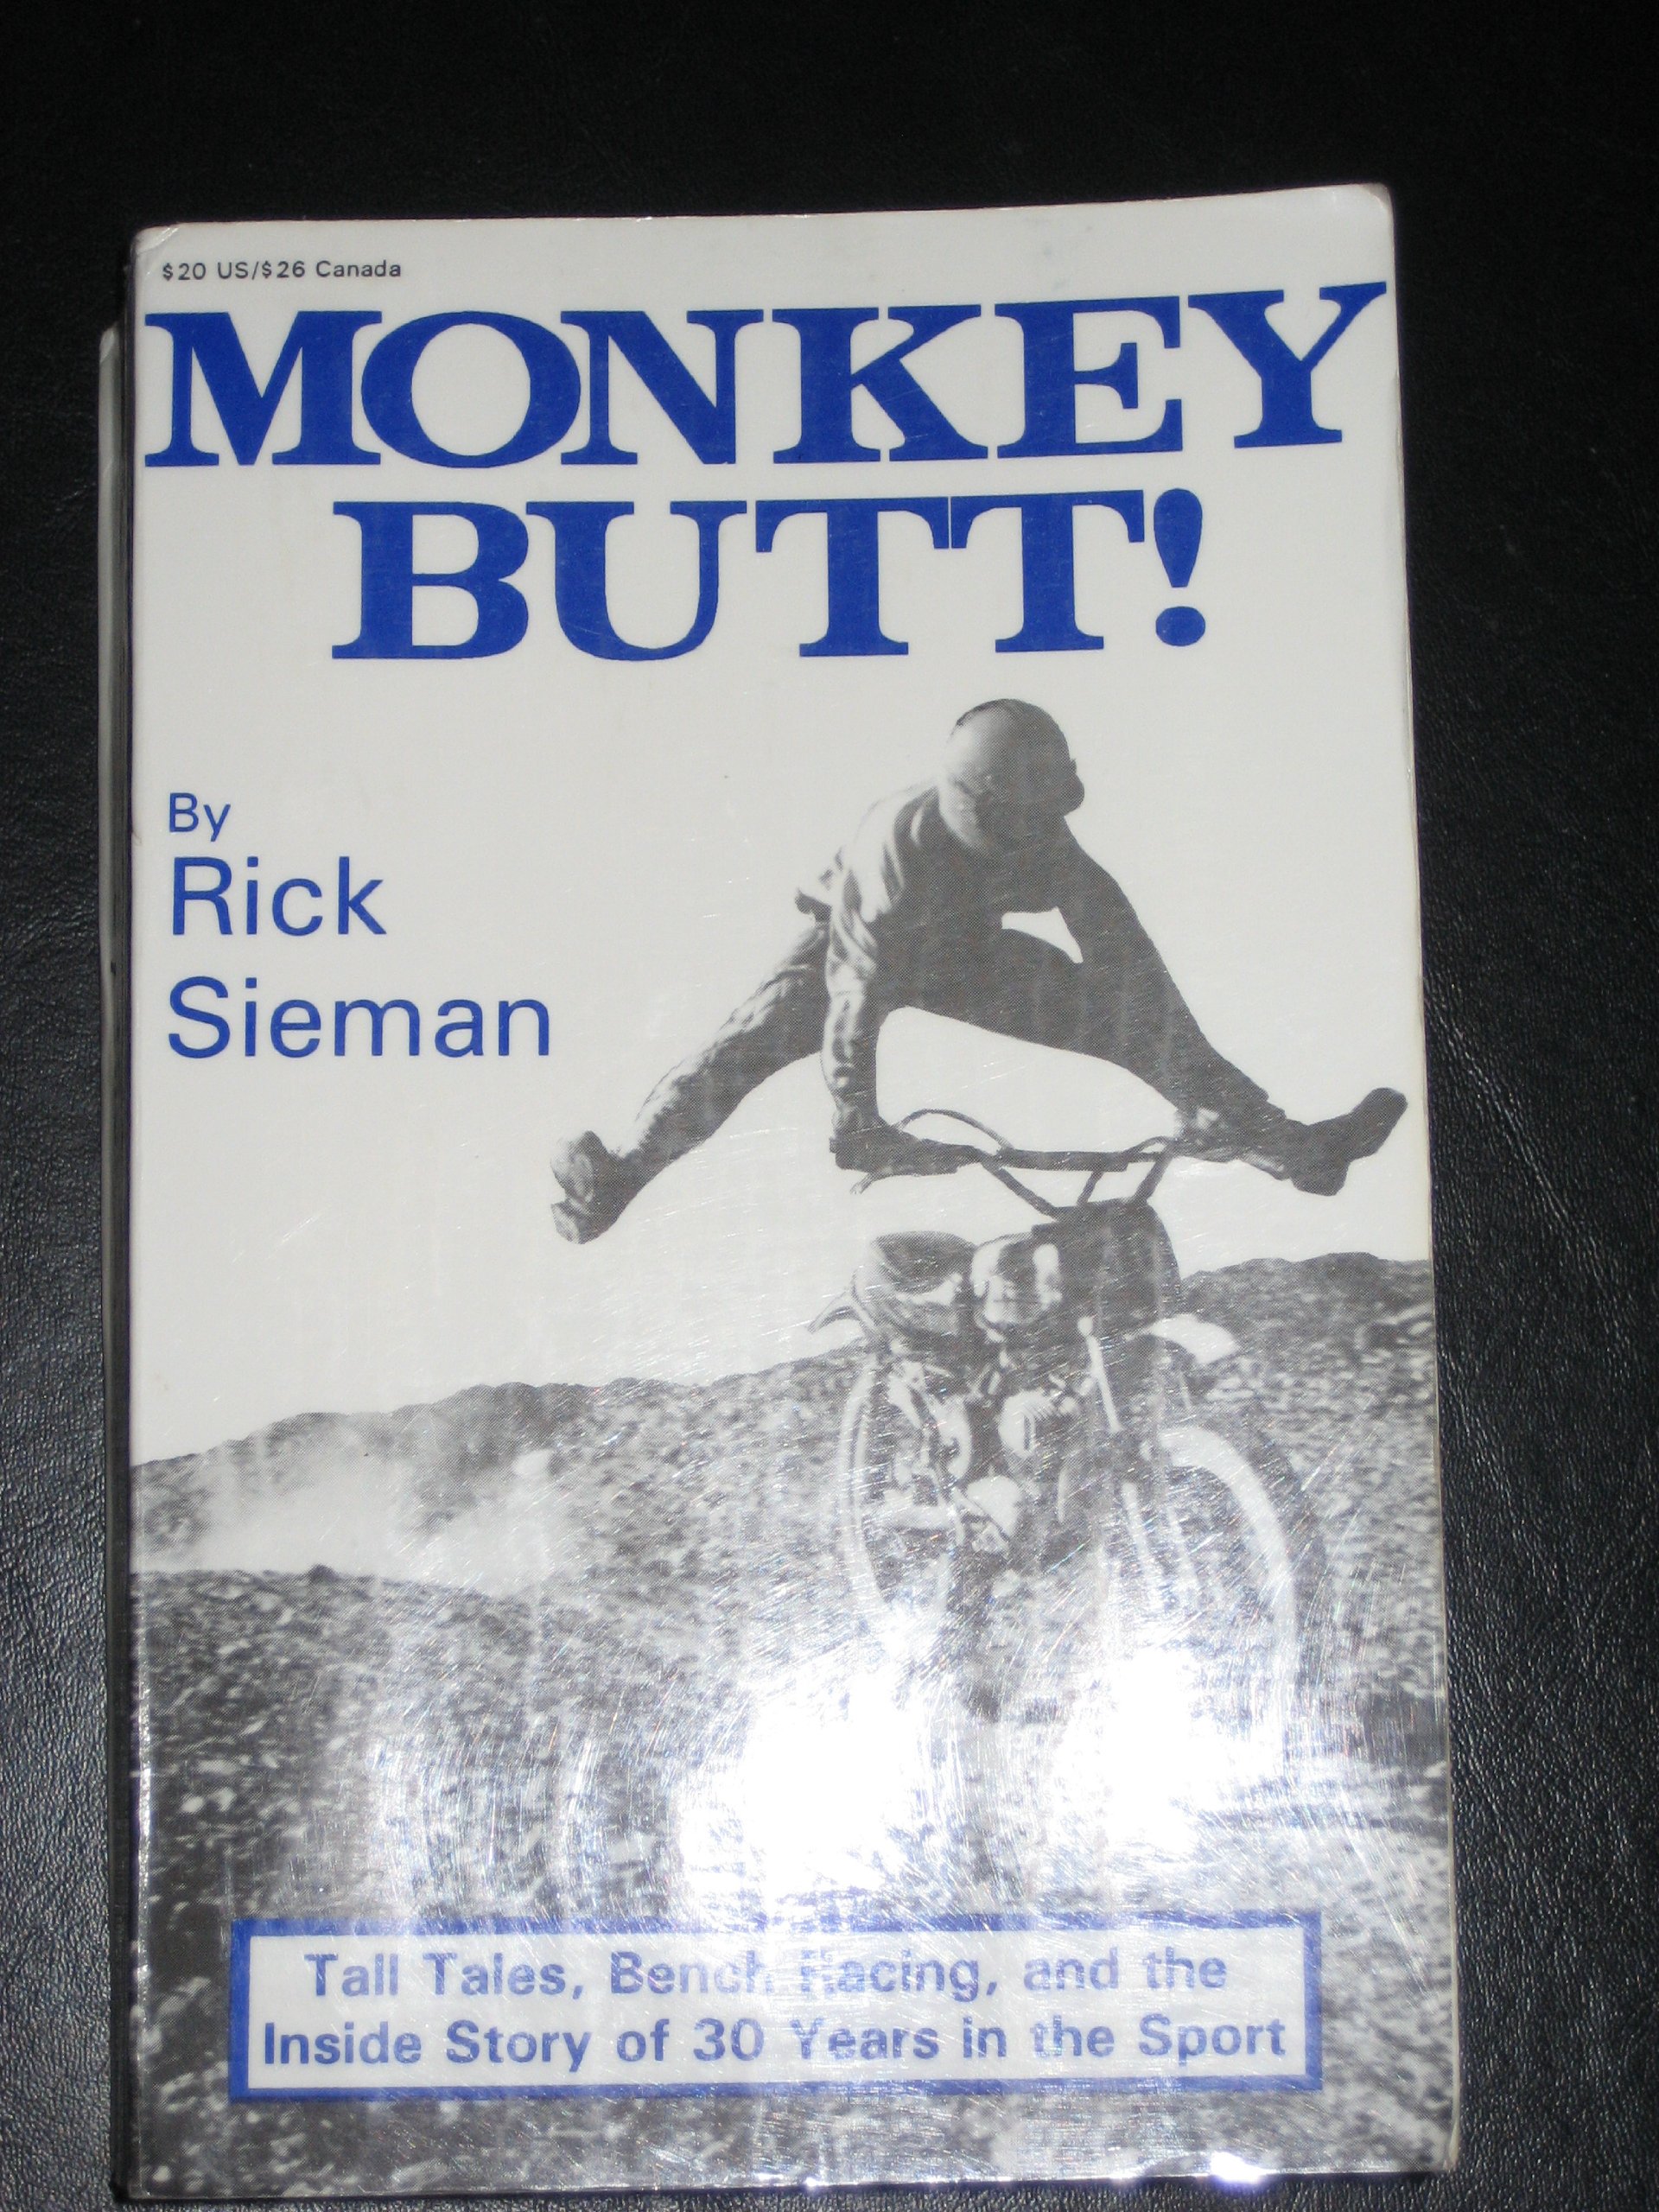 $20 US/$26 Canada
MONKEY
BUTT!
By
Rick
Sieman
Tall Tales, Bench Racing, and the
Inside Story of 30 Years in the Sport